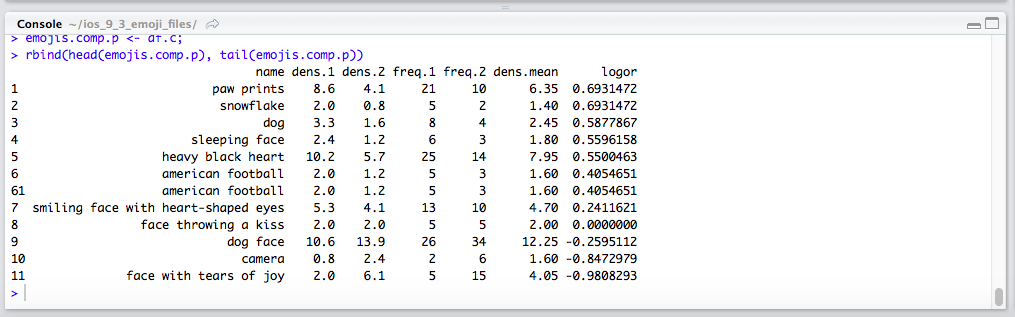 Console ~/ios_9_3_emoji_files/
> emojis.comp.p <- df.c;
> rbind(head(emojis.comp.p), tail(emojis.comp.p))
name dens.1 dens.2 freq.1 freq.2 dens.mean logor
1 paw prints 8.6 4.1 21 10 6.35 0.6931472
2 snowflake 2.0 0.8 5 2 1.40 0.6931472
3 dog 3.3 1.6 8 4 2.45 0.5877867
4 sleeping face 2.4 1.2 6 3 1.80 0.5596158
5 heavy black heart 10.2 5.7 25 14 7.95 0.5500463
6 american football 2.0 1.2 5 3 1.60 0.4054651
61 american football 2.0 1.2 5 3 1.60 0.4054651
7 smiling face with heart-shaped eyes 5.3 4.1 13 10 4.70 0.2411621
8 face throwing a kiss 2.0 2.0 5 5 2.00 0.0000000
9 dog face 10.6 13.9 26 34 12.25 -0.2595112
10 camera 0.8 2.4 2 6 1.60 -0.8472979
11 face with tears of joy 2.0 6.1 5 15 4.05 -0.9808293
>